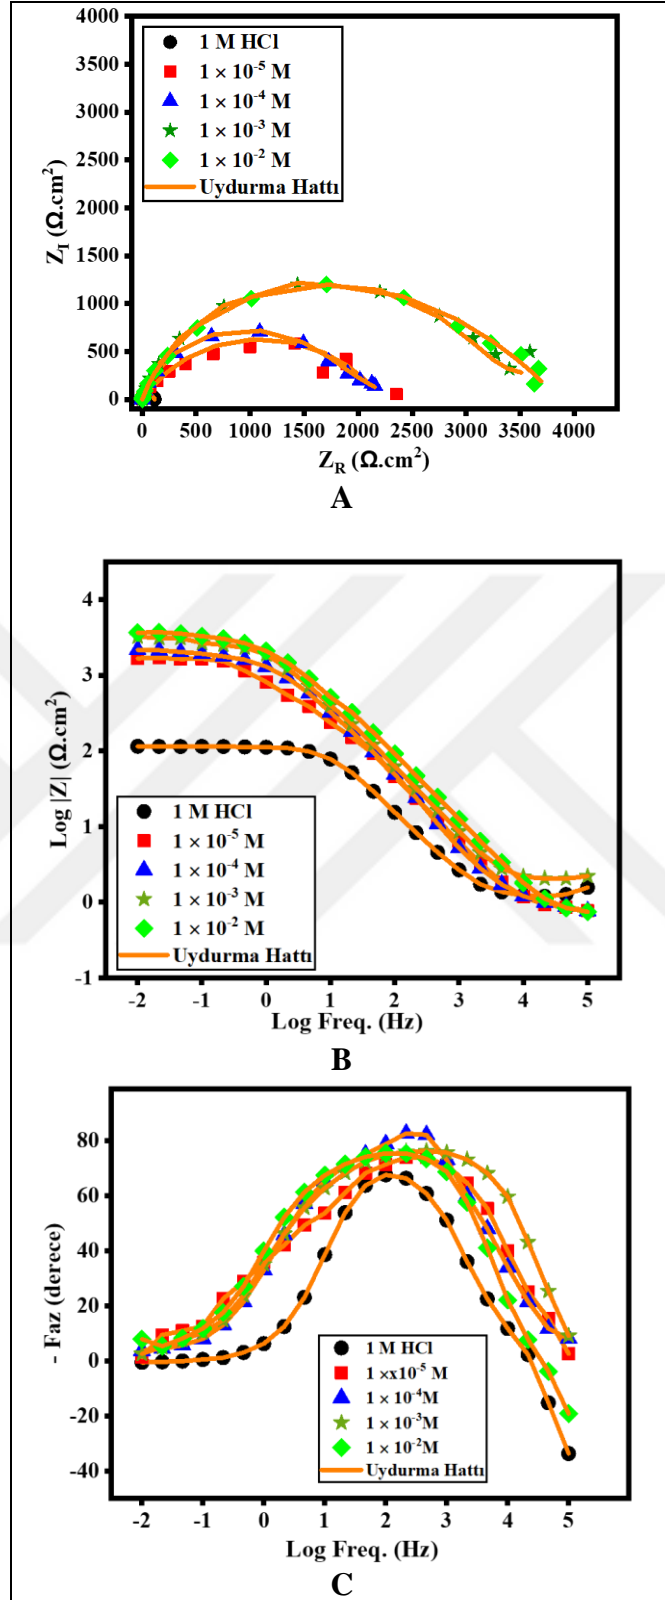 4000
3500
3000
2500
2000
1500
1000
500
0
Z_I (Ω.cm²)
1 M HCl
1 × 10⁻⁵ M
1 × 10⁻⁴ M
1 × 10⁻³ M
1 × 10⁻² M
Uydurma Hattı
0 500 1000 1500 2000 2500 3000 3500 4000
Z_R (Ω.cm²)
A
4
3
2
1
0
-1
Log |Z| (Ω.cm²)
1 M HCl
1 × 10⁻⁵ M
1 × 10⁻⁴ M
1 × 10⁻³ M
1 × 10⁻² M
Uydurma Hattı
-2 -1 0 1 2 3 4 5
Log Freq. (Hz)
B
80
60
40
20
0
-20
-40
- Faz (derece)
1 M HCl
1 ×x10⁻⁵ M
1 × 10⁻⁴M
1 × 10⁻³M
1 × 10⁻²M
Uydurma Hattı
-2 -1 0 1 2 3 4 5
Log Freq. (Hz)
C